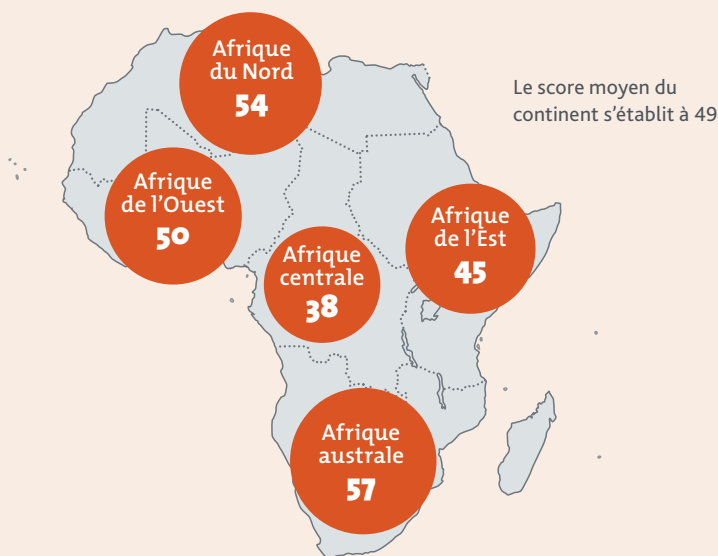 Afrique
du Nord
54
Le score moyen du
continent s’établit à 49
Afrique
de l’Ouest
50
Afrique
de l’Est
45
Afrique
centrale
38
Afrique
australe
57